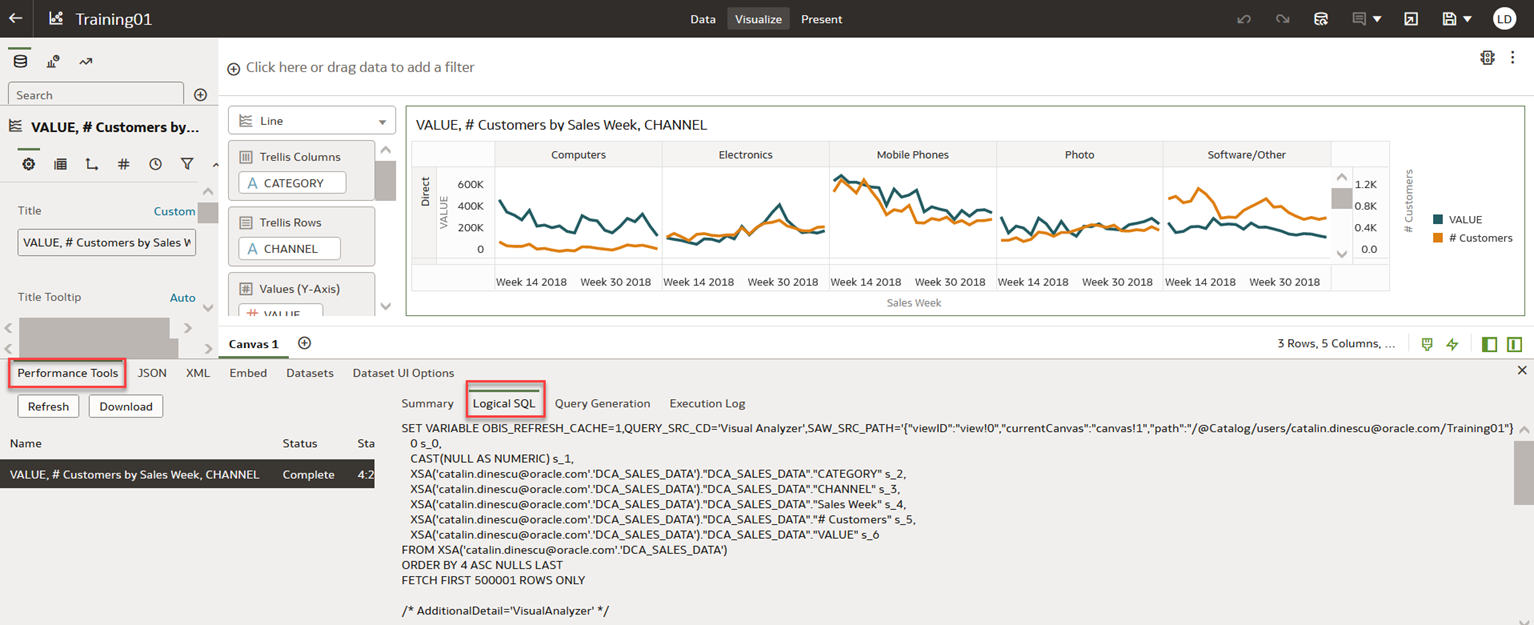 Training01
Data Visualize Present
LD
Click here or drag data to add a filter
Search
VALUE, # Customers by...
Title Custom
VALUE, # Customers by Sales W
Title Tooltip Auto
Line
Trellis Columns
A CATEGORY
Trellis Rows
A CHANNEL
Values (Y-Axis)
# VALUE
VALUE, # Customers by Sales Week, CHANNEL
Computers Electronics Mobile Phones Photo Software/Other
Direct
VALUE
600K
400K
200K
0
1.2K
0.8K
0.4K
0.0
# Customers
VALUE
# Customers
Week 14 2018 Week 30 2018 Week 14 2018 Week 30 2018 Week 14 2018 Week 30 2018 Week 14 2018 Week 30 2018 Week 14 2018 Week 30 2018
Sales Week
Canvas 1
3 Rows, 5 Columns, ...
Performance Tools JSON XML Embed Datasets Dataset UI Options
Refresh Download
Name Status Sta
VALUE, # Customers by Sales Week, CHANNEL Complete 4:2
Summary Logical SQL Query Generation Execution Log
SET VARIABLE OBIS_REFRESH_CACHE=1,QUERY_SRC_CD='Visual Analyzer',SAW_SRC_PATH='{"viewID":"view!0","currentCanvas":"canvas!1","path":"/@Catalog/users/catalin.dinescu@oracle.com/Training01"}
0 s_0,
CAST(NULL AS NUMERIC) s_1,
XSA('catalin.dinescu@oracle.com'.'DCA_SALES_DATA')."DCA_SALES_DATA"."CATEGORY" s_2,
XSA('catalin.dinescu@oracle.com'.'DCA_SALES_DATA')."DCA_SALES_DATA"."CHANNEL" s_3,
XSA('catalin.dinescu@oracle.com'.'DCA_SALES_DATA')."DCA_SALES_DATA"."Sales Week" s_4,
XSA('catalin.dinescu@oracle.com'.'DCA_SALES_DATA')."DCA_SALES_DATA"."# Customers" s_5,
XSA('catalin.dinescu@oracle.com'.'DCA_SALES_DATA')."DCA_SALES_DATA"."VALUE" s_6
FROM XSA('catalin.dinescu@oracle.com'.'DCA_SALES_DATA')
ORDER BY 4 ASC NULLS LAST
FETCH FIRST 500001 ROWS ONLY
/* AdditionalDetail='VisualAnalyzer' */